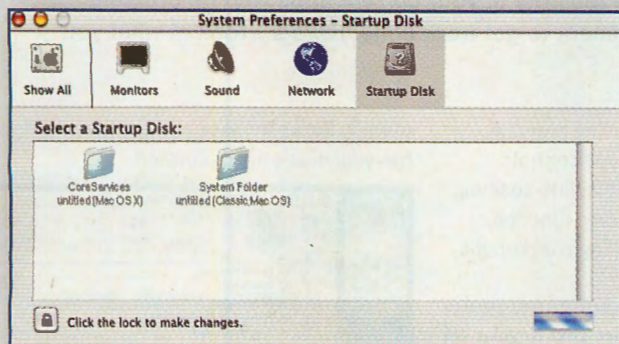 System Preferences – Startup Disk
Show All Monitors Sound Network Startup Disk
Select a Startup Disk:
CoreServices System Folder
untitled (Mac OS X) untitled (Classic, Mac OS)
Click the lock to make changes.